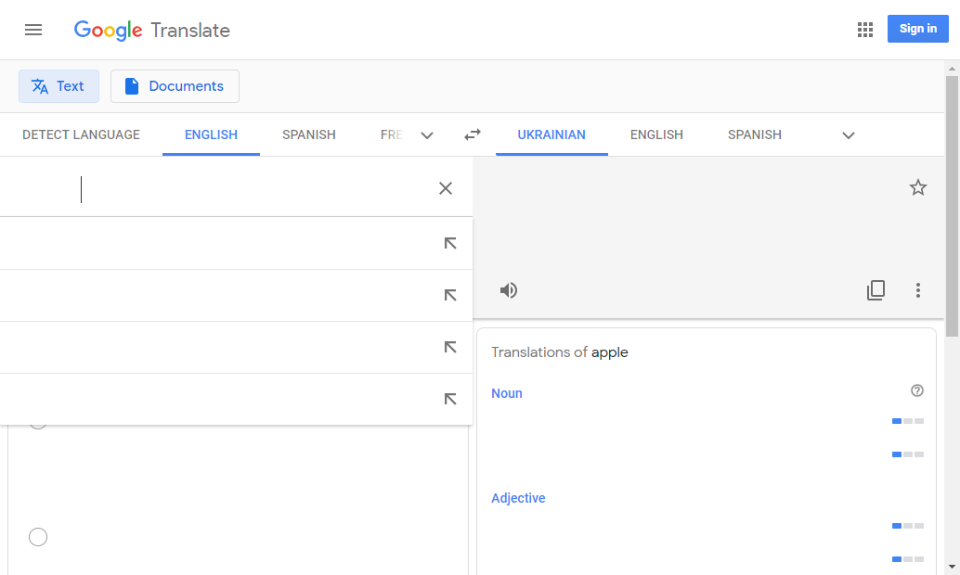 Google Translate
Sign in
Text
Documents
DETECT LANGUAGE
ENGLISH
SPANISH
FRE
UKRAINIAN
ENGLISH
SPANISH
Translations of apple
Noun
Adjective